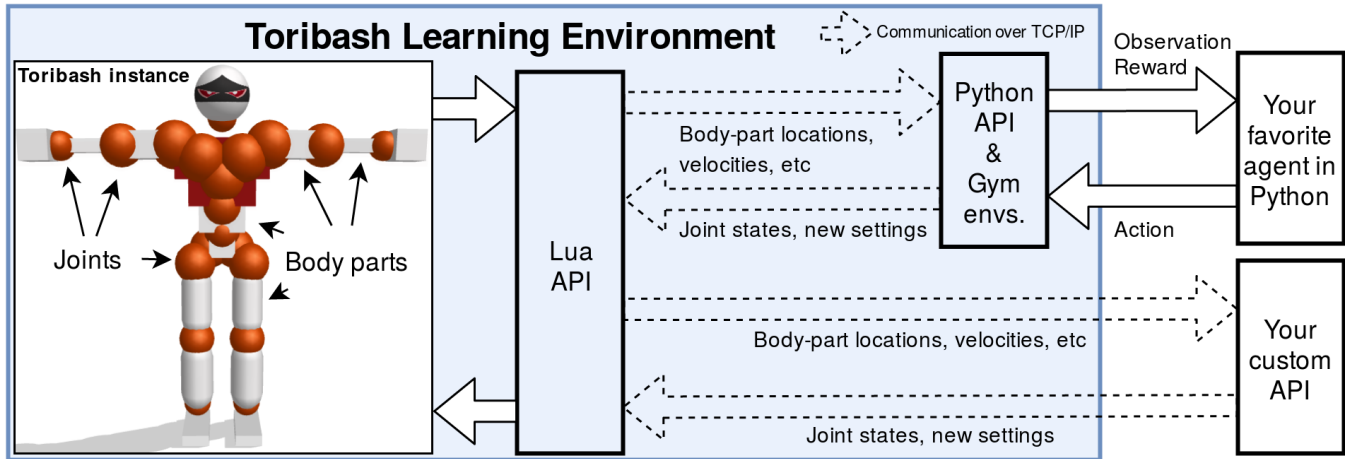 Toribash Learning Environment
Communication over TCP/IP
Toribash instance
Joints
Body parts
Lua
API
Body-part locations,
velocities, etc
Joint states, new settings
Python
API
&
Gym
envs.
Observation
Reward
Action
Your
favorite
agent in
Python
Body-part locations, velocities, etc
Joint states, new settings
Your
custom
API